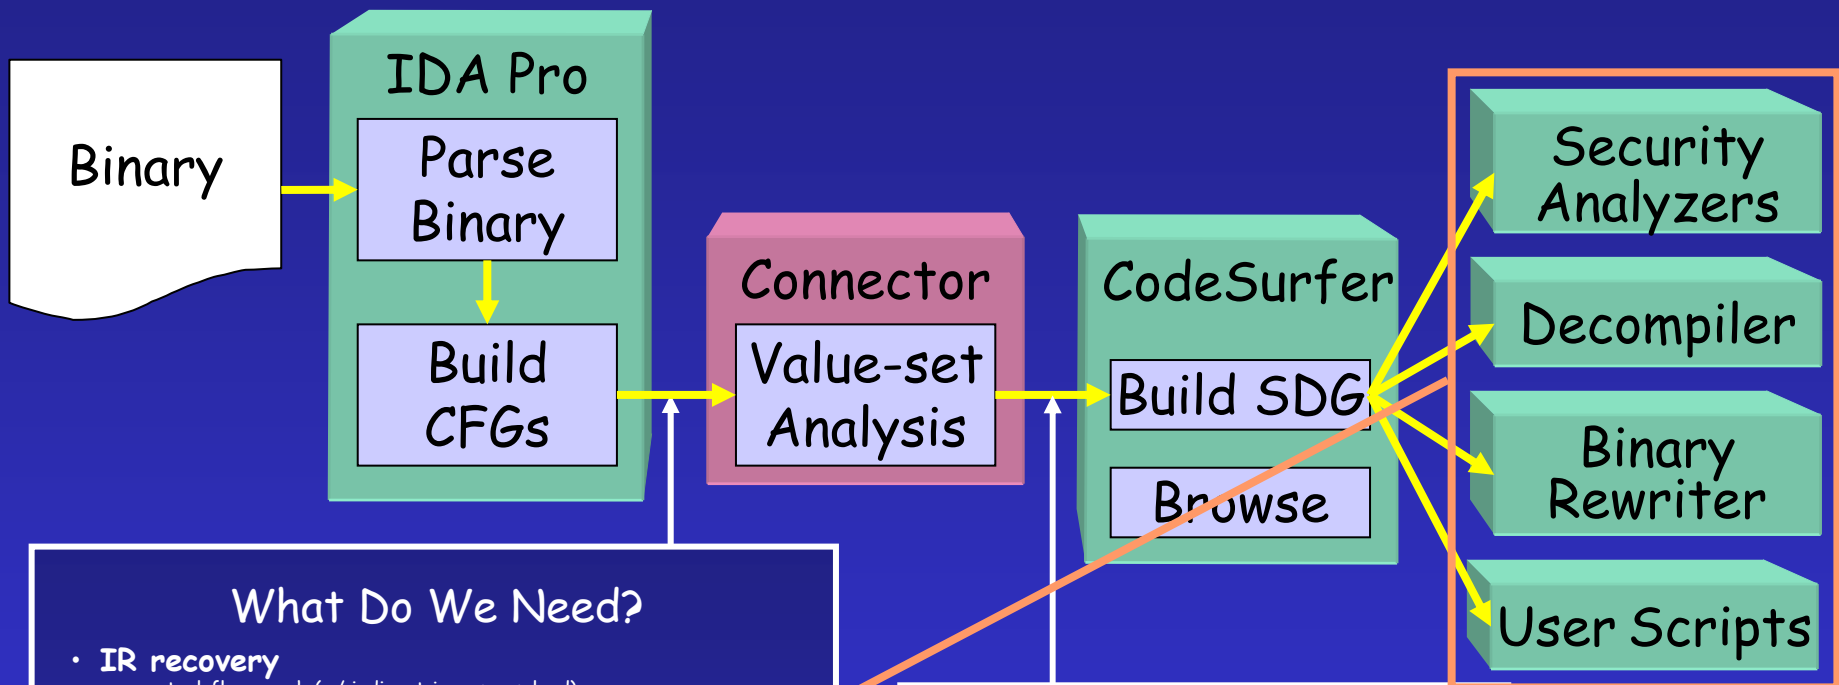 Binary
IDA Pro
Parse
Binary
Build
CFGs
Connector
Value-set
Analysis
CodeSurfer
Build SDG
Browse
Security
Analyzers
Decompiler
Binary
Rewriter
User Scripts
What Do We Need?
• IR recovery